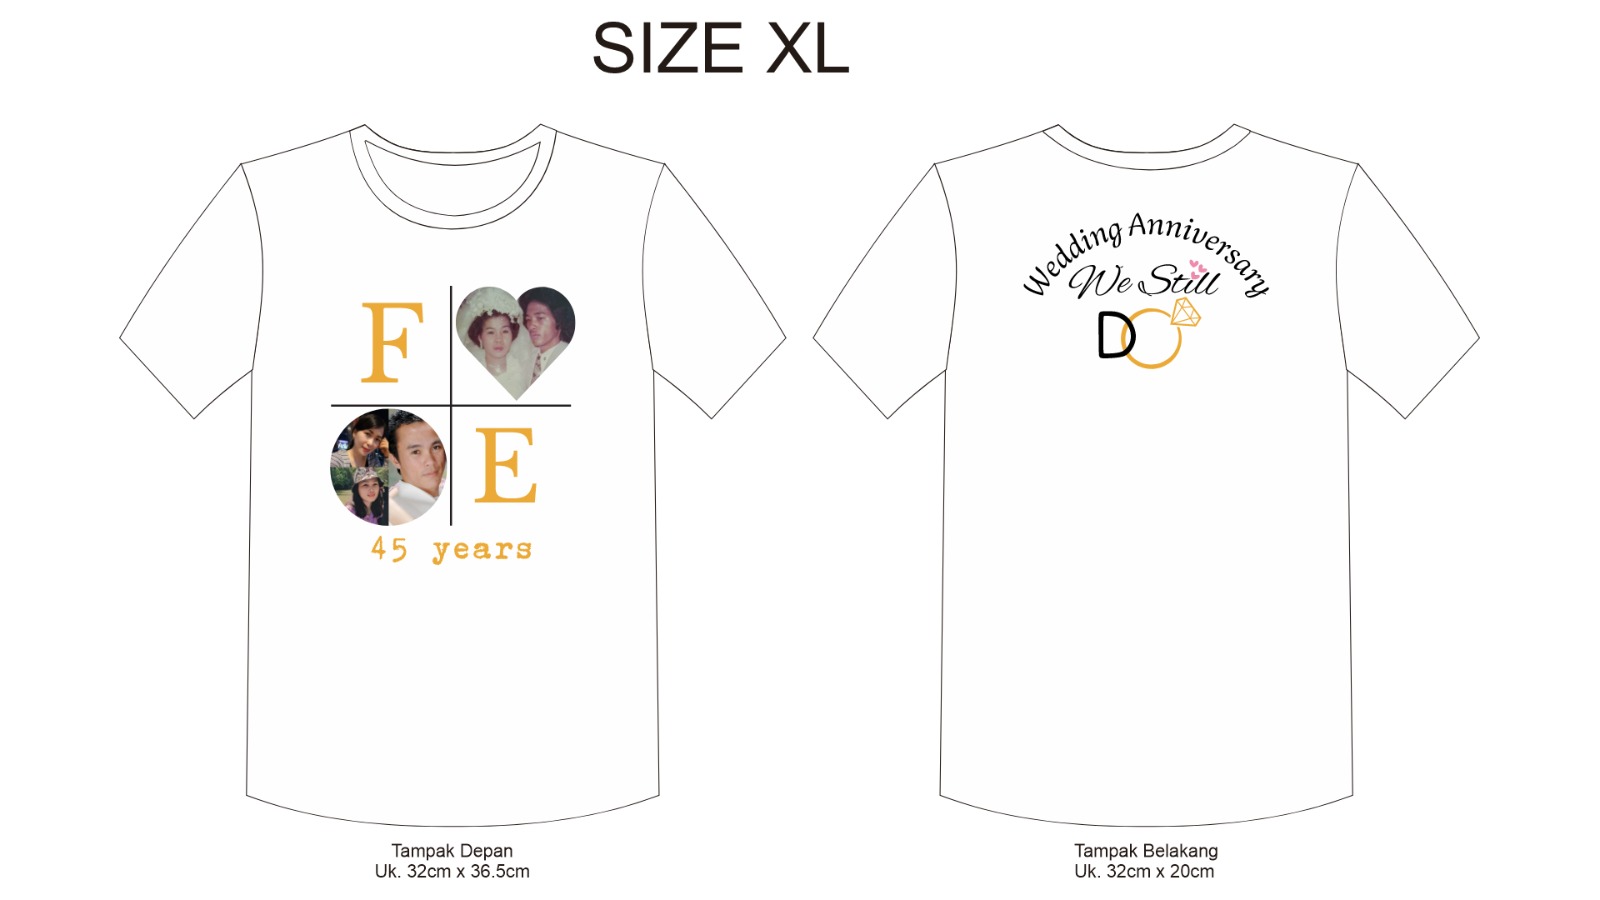 SIZE XL
F
E
45 years
Tampak Depan
Uk. 32cm x 36.5cm
Wedding Anniversary
We Still
DO
Tampak Belakang
Uk. 32cm x 20cm